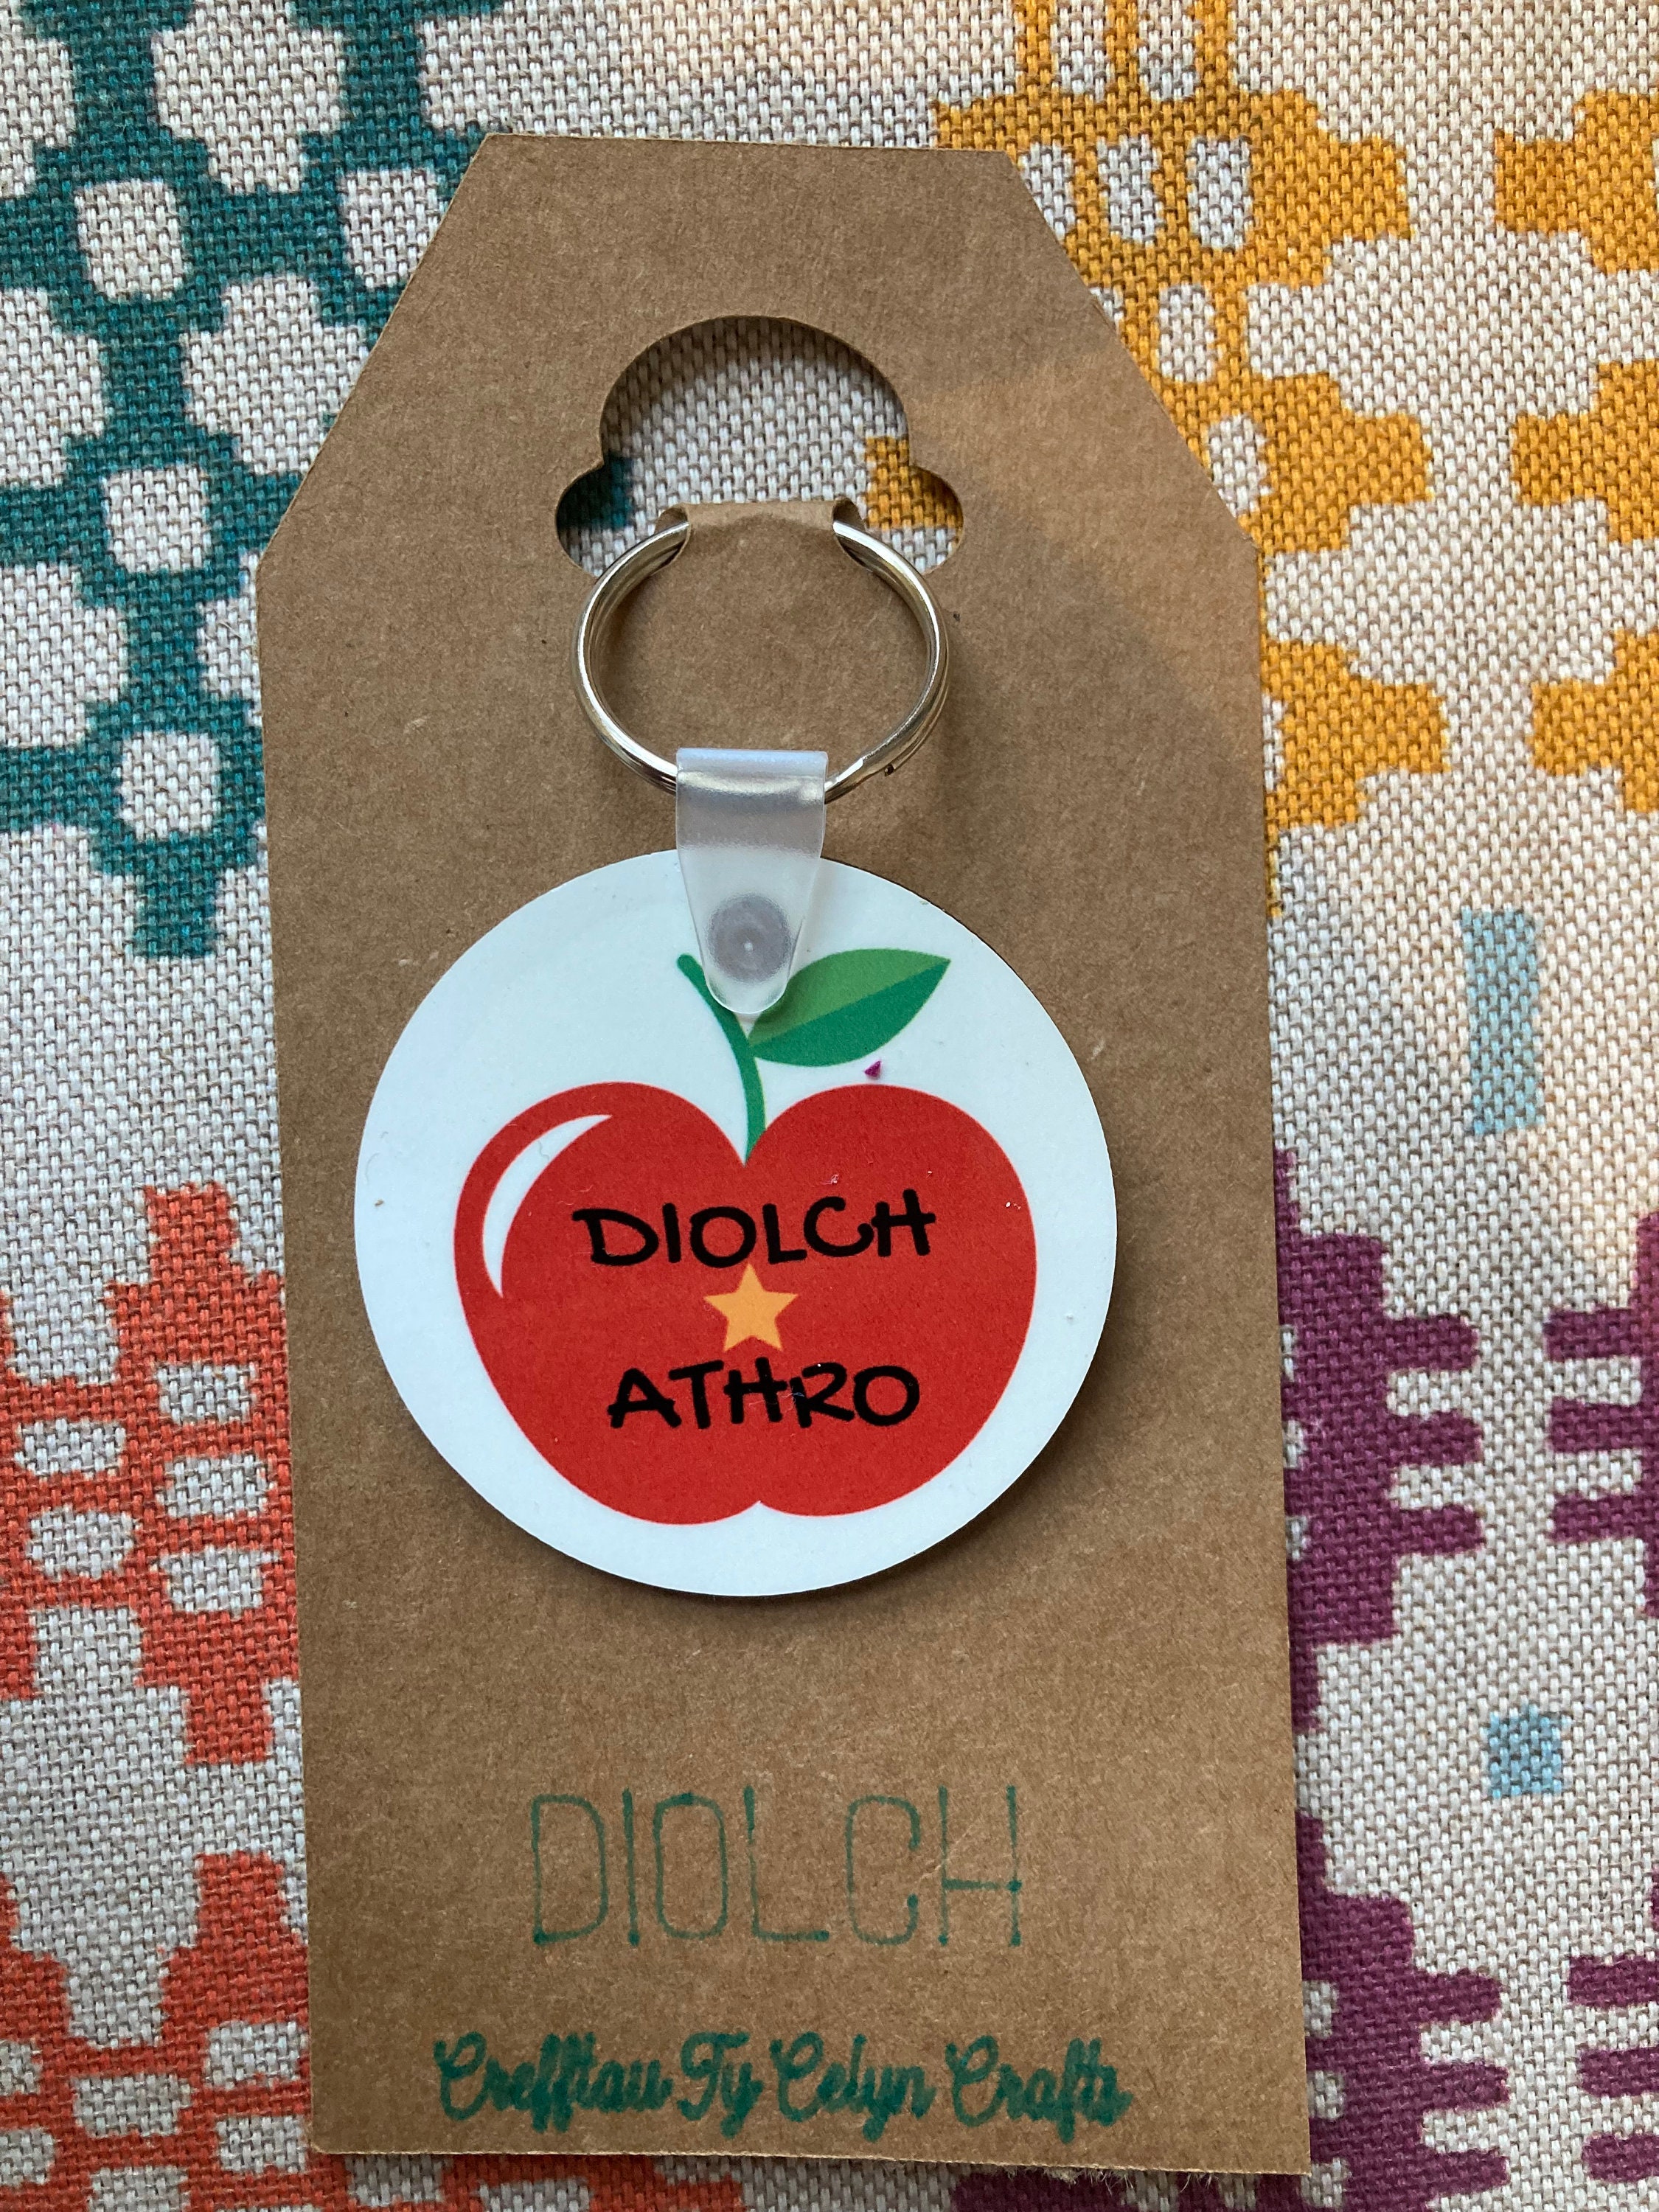 DIOLCH
ATHRO
DIOLCH
Crefftau Ty Celyn Crafts